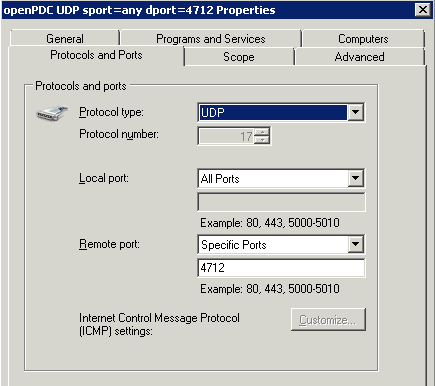 openPDC UDP sport=any dport=4712 Properties
General
Programs and Services
Computers
Protocols and Ports
Scope
Advanced
Protocols and ports
Protocol type:
UDP
Protocol number:
17
Local port:
All Ports
Example: 80, 443, 5000-5010
Remote port:
Specific Ports
4712
Example: 80, 443, 5000-5010
Internet Control Message Protocol
(ICMP) settings:
Customize...